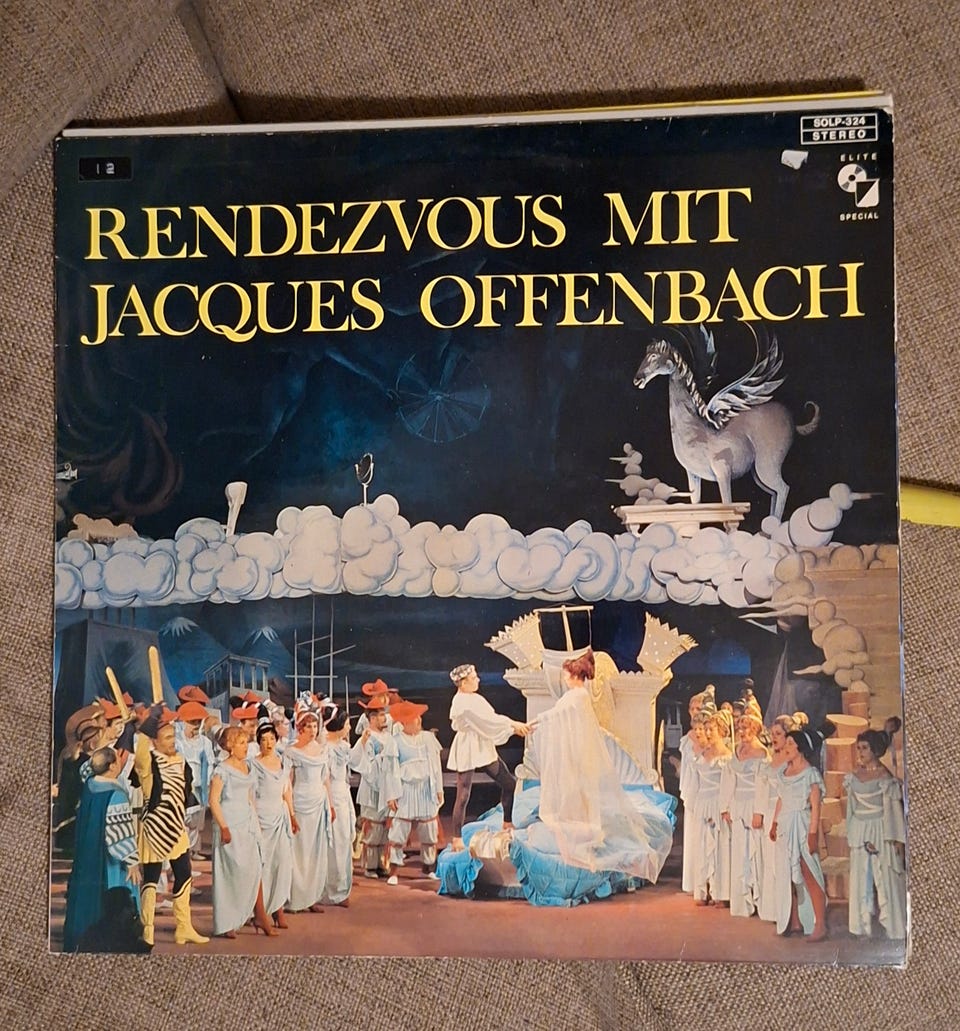 SOLP-324
STEREO
12
ELITE
SPECIAL
RENDEZVOUS MIT
JACQUES OFFENBACH